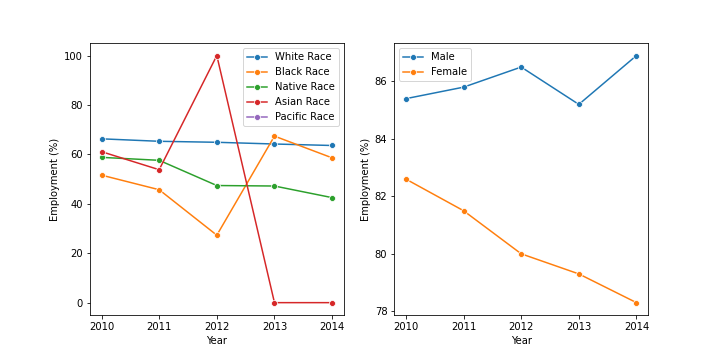 100
80
60
40
20
0
Employment (%)
2010 2011 2012 2013 2014
Year
White Race
Black Race
Native Race
Asian Race
Pacific Race
86
84
82
80
78
Employment (%)
2010 2011 2012 2013 2014
Year
Male
Female